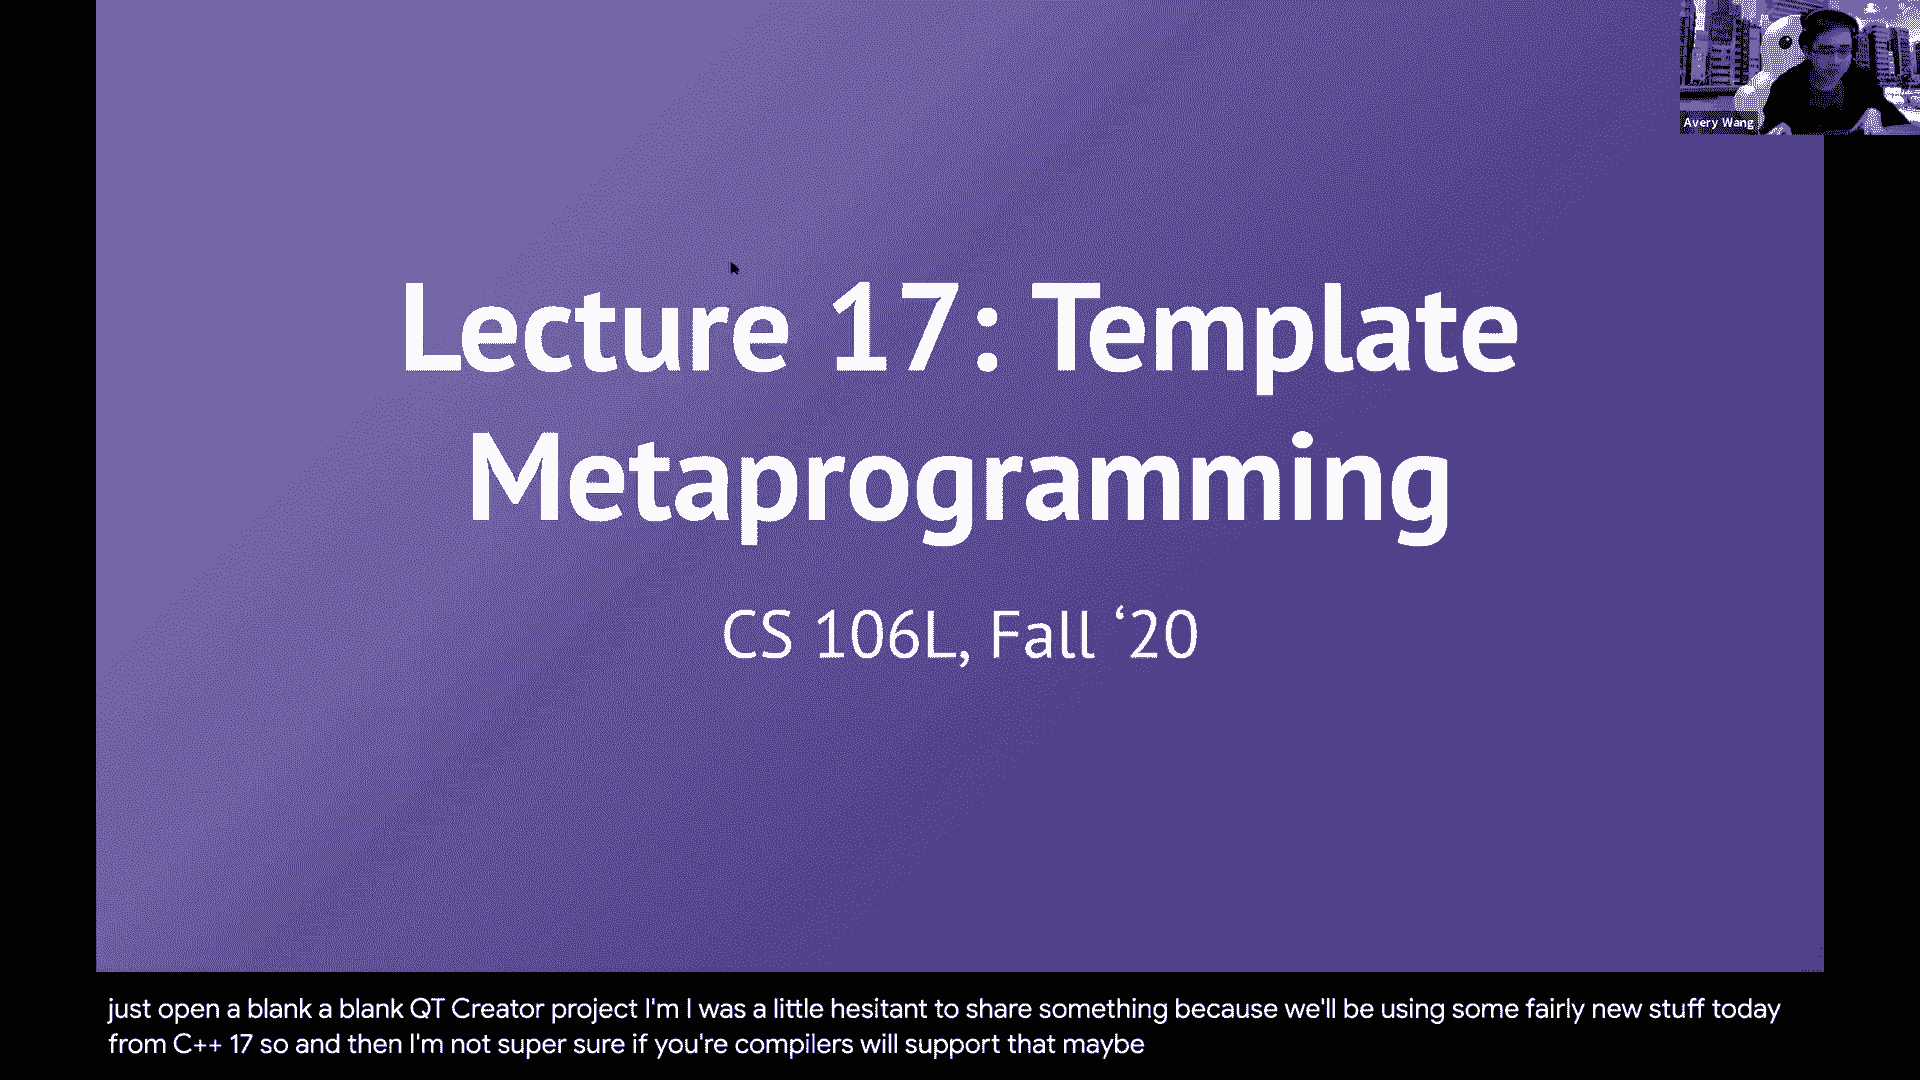 Avery Wang
Lecture 17: Template
Metaprogramming
CS 106L, Fall ‘20
just open a blank a blank QT Creator project I'm I was a little hesitant to share something because we'll be using some fairly new stuff today
from C++ 17 so and then I'm not super sure if you're compilers will support that maybe